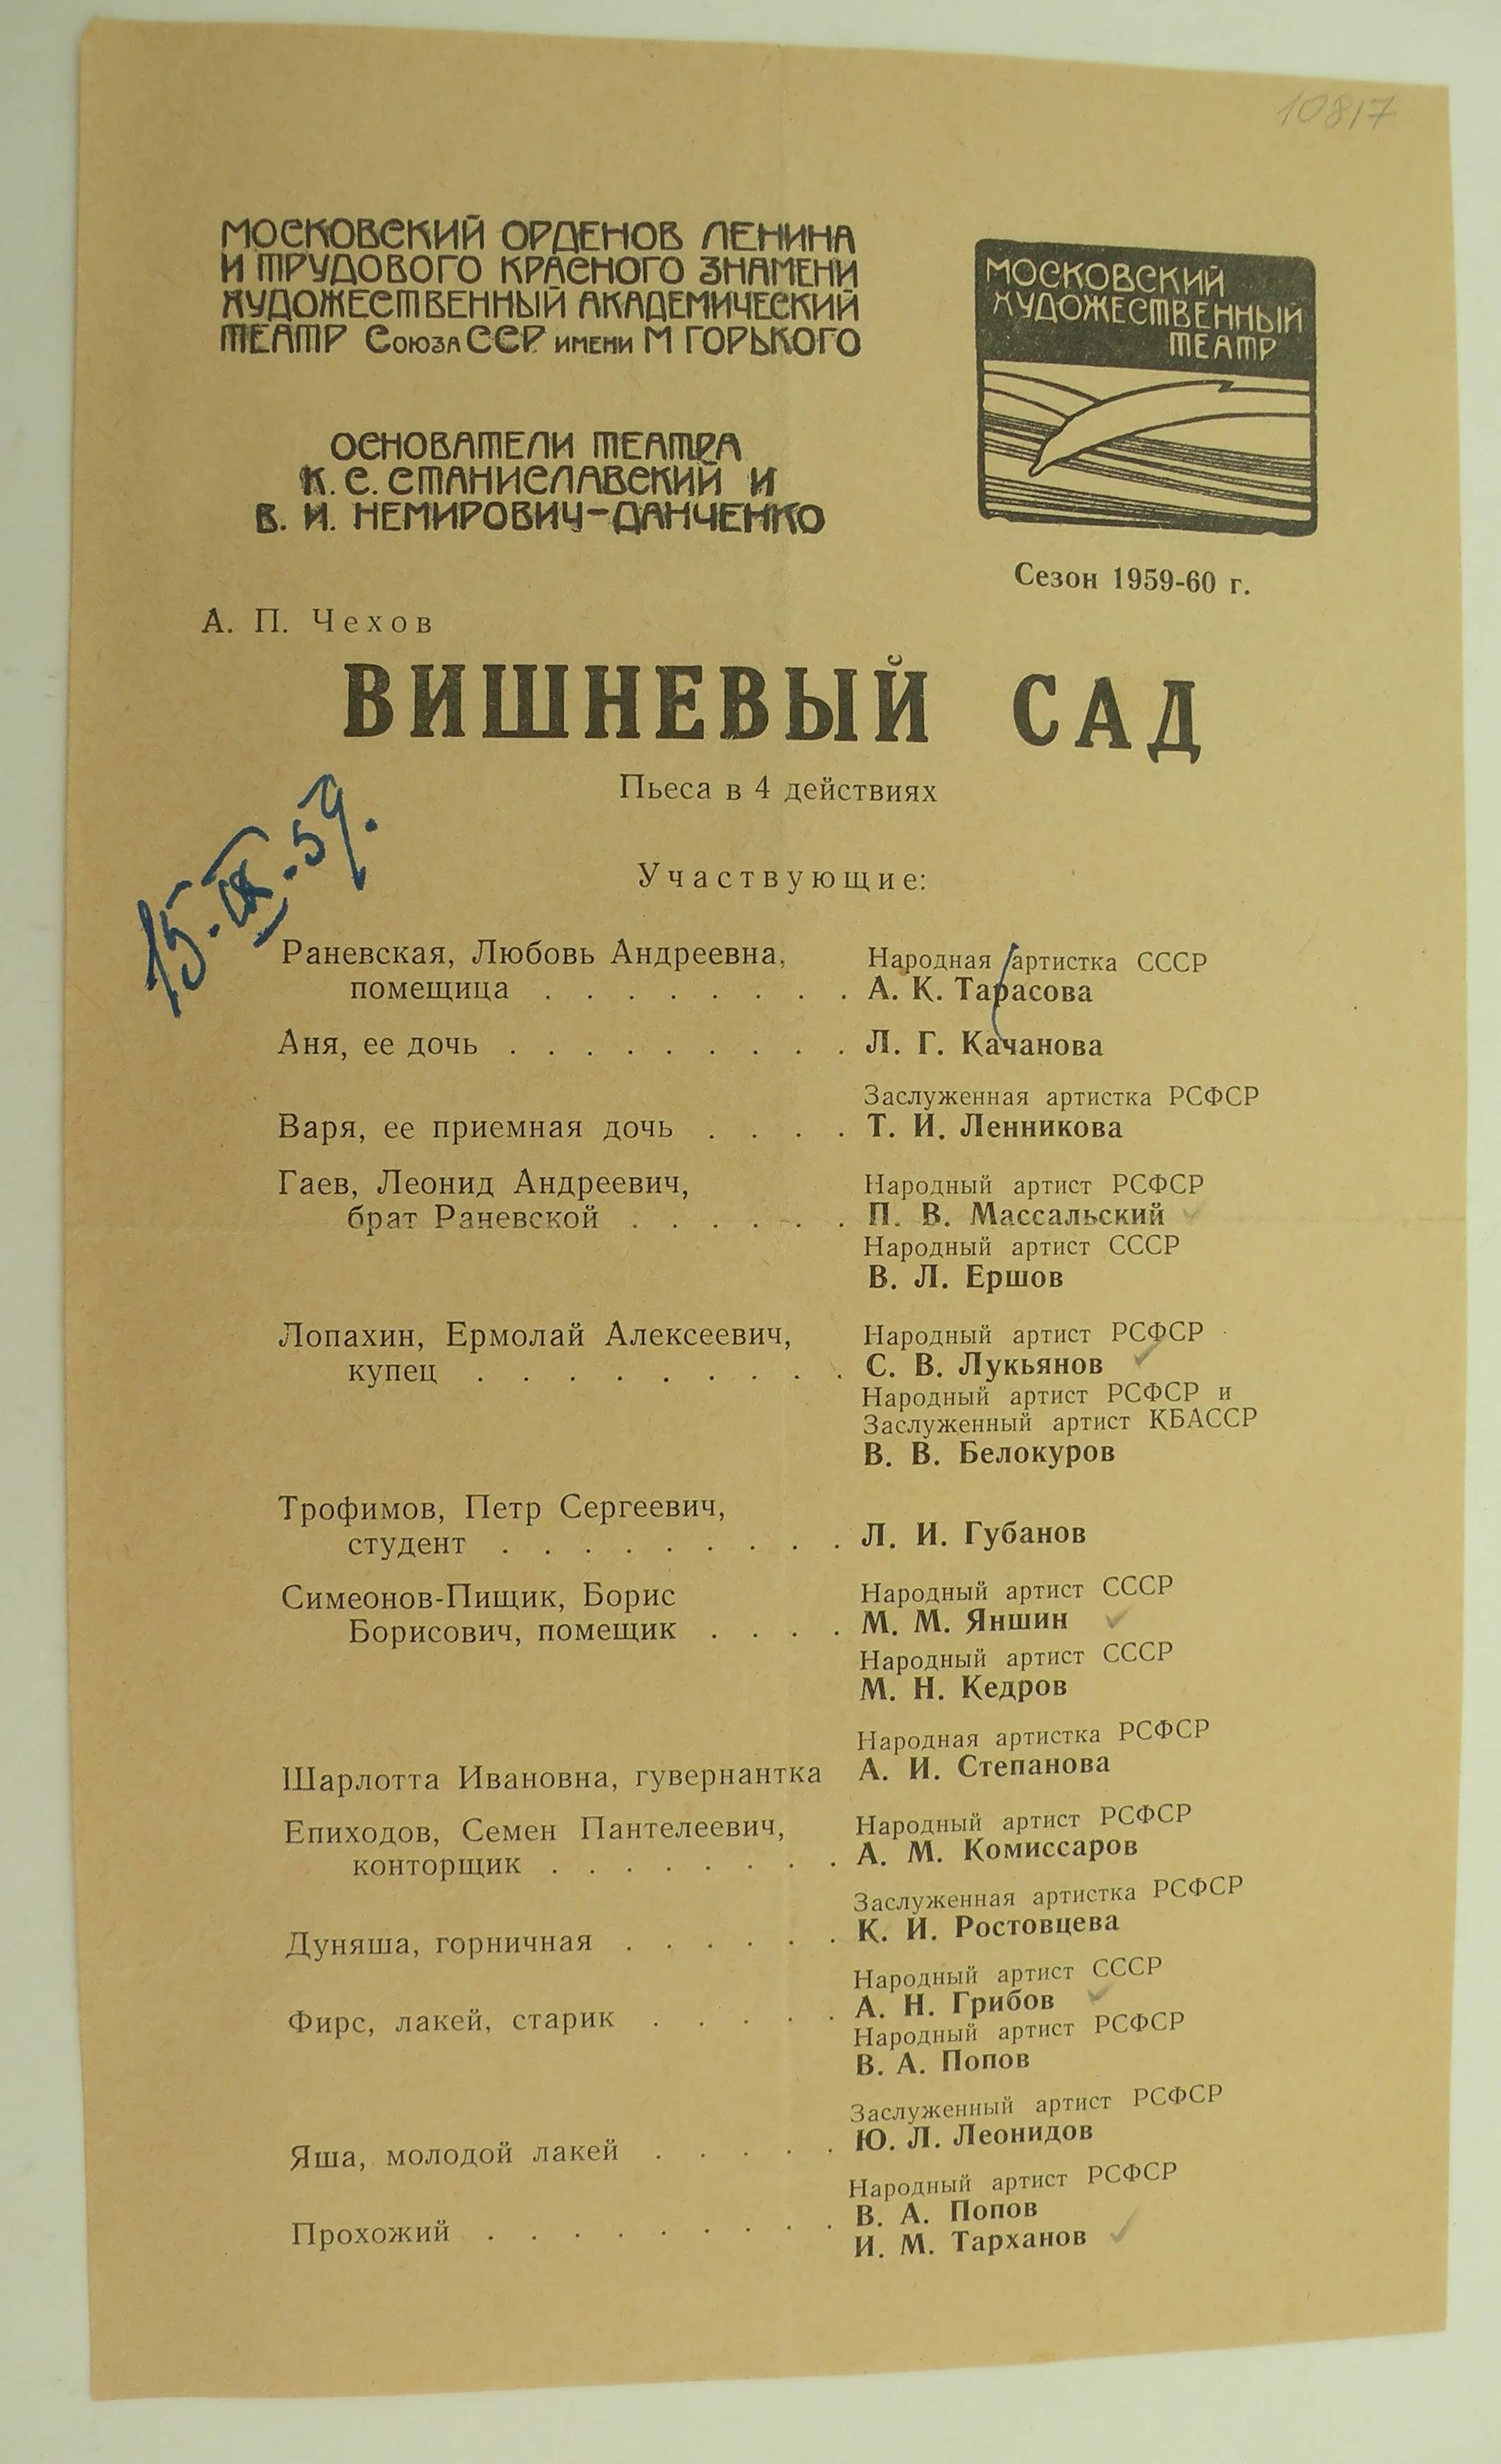 10817
МОСКОВСКИЙ ОРДЕНОВ ЛЕНИНА
И ТРУДОВОГО КРАСНОГО ЗНАМЕНИ
ХУДОЖЕСТВЕННЫЙ АКАДЕМИЧЕСКИЙ
ТЕАТР СОЮЗА ССР ИМЕНИ М ГОРЬКОГО
МОСКОВСКИЙ
ХУДОЖЕСТВЕННЫЙ
ТЕАТР
ОСНОВАТЕЛИ ТЕАТРА
К. С. СТАНИСЛАВСКИЙ И
В. И. НЕМИРОВИЧ-ДАНЧЕНКО
Сезон 1959-60 г.
А. П. Чехов
ВИШНЕВЫЙ САД
Пьеса в 4 действиях
15-IX-59.
Участвующие:
Раневская, Любовь Андреевна, Народная артистка СССР
помещица . . . . . . . . А. К. Тарасова
Аня, ее дочь . . . . . . . . . Л. Г. Качанова
Заслуженная артистка РСФСР
Варя, ее приемная дочь . . . . Т. И. Ленникова
Гаев, Леонид Андреевич, Народный артист РСФСР
брат Раневской . . . . . . П. В. Массальский
Народный артист СССР
В. Л. Ершов
Лопахин, Ермолай Алексеевич, Народный артист РСФСР
купец . . . . . . . . . С. В. Лукьянов
Народный артист РСФСР и
Заслуженный артист КБАССР
В. В. Белокуров
Трофимов, Петр Сергеевич,
студент . . . . . . . . . Л. И. Губанов
Симеонов-Пищик, Борис Народный артист СССР
Борисович, помещик . . . . М. М. Яншин
Народный артист СССР
М. Н. Кедров
Народная артистка РСФСР
Шарлотта Ивановна, гувернантка А. И. Степанова
Епиходов, Семен Пантелеевич, Народный артист РСФСР
конторщик . . . . . . . . А. М. Комиссаров
Заслуженная артистка РСФСР
Дуняша, горничная . . . . . . К. И. Ростовцева
Народный артист СССР
Фирс, лакей, старик . . . . . А. Н. Грибов
Народный артист РСФСР
В. А. Попов
Заслуженный артист РСФСР
Яша, молодой лакей . . . . . Ю. Л. Леонидов
Народный артист РСФСР
В. А. Попов
Прохожий . . . . . . . . . И. М. Тарханов